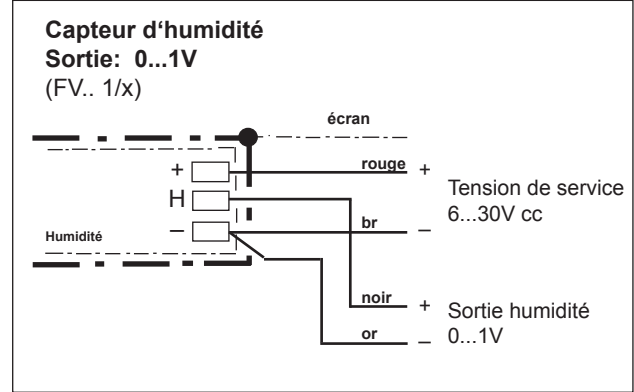 Capteur d‘humidité
Sortie: 0...1V
(FV.. 1/x)
écran
+ rouge +
Tension de service
6...30V cc
H
– br –
Humidité
noir +
Sortie humidité
or –
0...1V